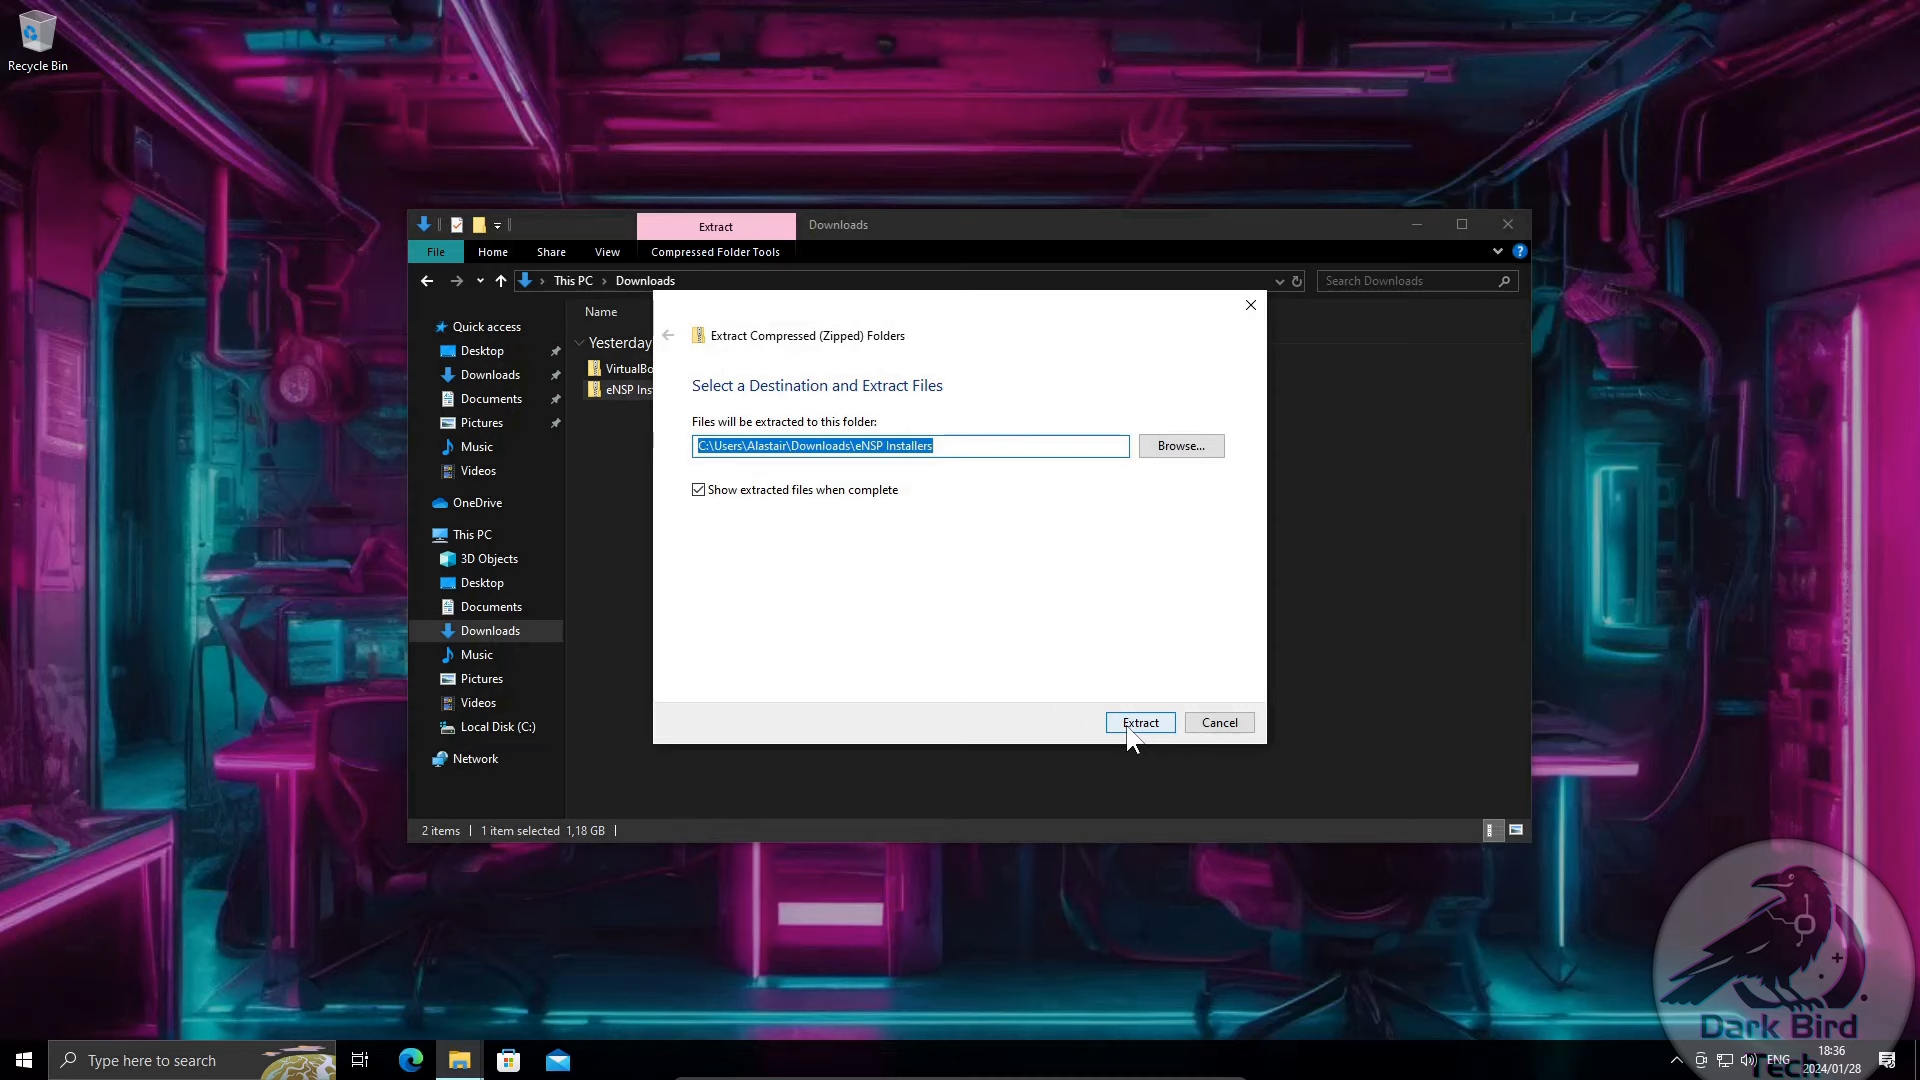 Recycle Bin
Extract
Downloads
File
Home
Share
View
Compressed Folder Tools
This PC
Downloads
Search Downloads
Name
Yesterday
Quick access
Desktop
Downloads
Documents
Pictures
Music
Videos
OneDrive
This PC
3D Objects
Desktop
Documents
Downloads
Music
Pictures
Videos
Local Disk (C:)
Network
VirtualBo
eNSP Inst
Extract Compressed (Zipped) Folders
Select a Destination and Extract Files
Files will be extracted to this folder:
C:\Users\Alastair\Downloads\eNSP Installers
Browse...
Show extracted files when complete
Extract
Cancel
2 items
1 item selected 1,18 GB
Dark Bird
Tech
Type here to search
ENG
18:36
2024/01/28